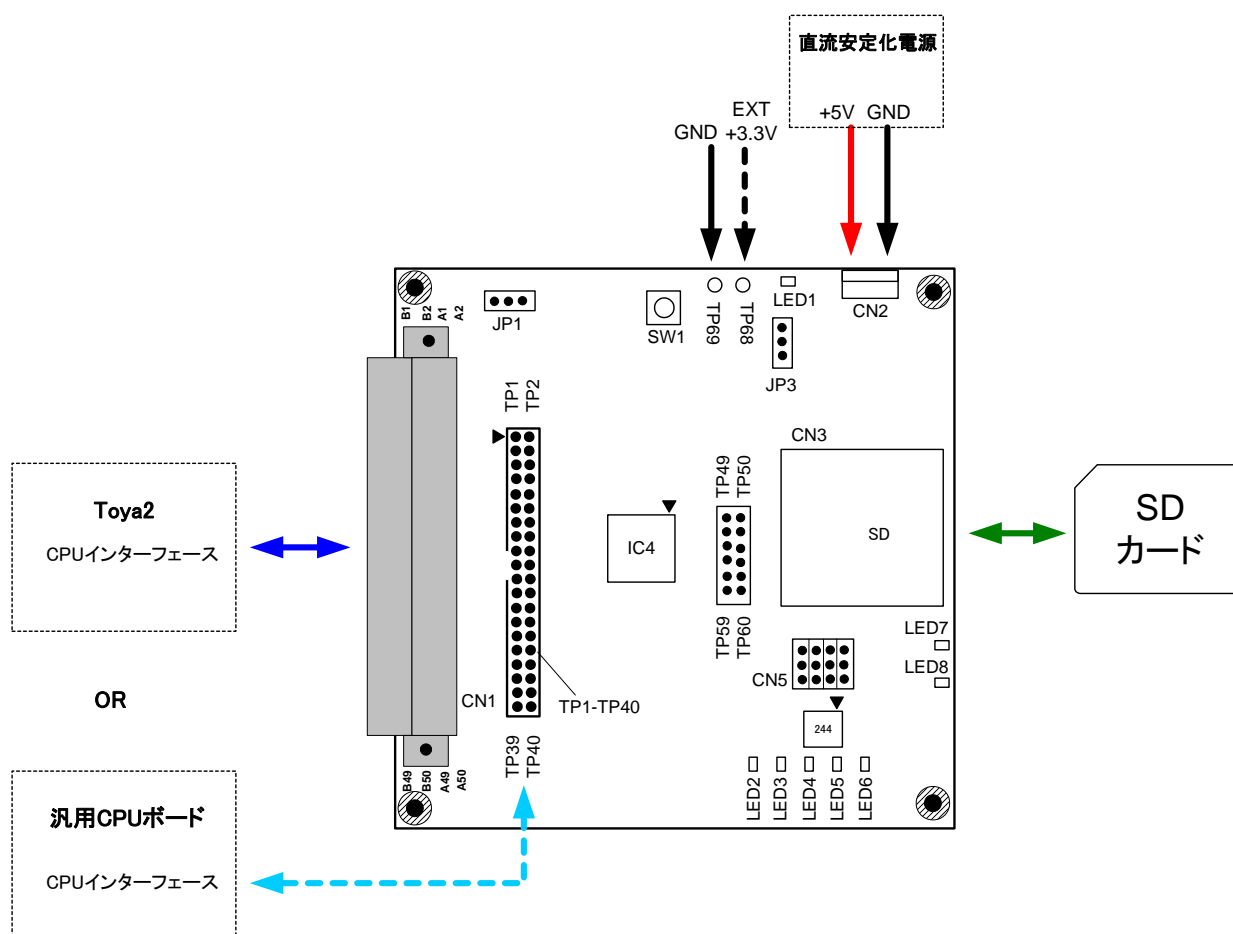 直流安定化電源
+5V GND
EXT
GND +3.3V
B1 B2 A1 A2
JP1
SW1
TP69 TP68
LED1
CN2
JP3
TP1 TP2
CN3
TP49 TP50
Toya2
CPUインターフェース
IC4
SD
SD
カード
TP59 TP60
LED7
LED8
CN5
OR
CN1
TP1-TP40
244
TP39 TP40
B49 B50 A49 A50
LED2 LED3 LED4 LED5 LED6
汎用CPUボード
CPUインターフェース